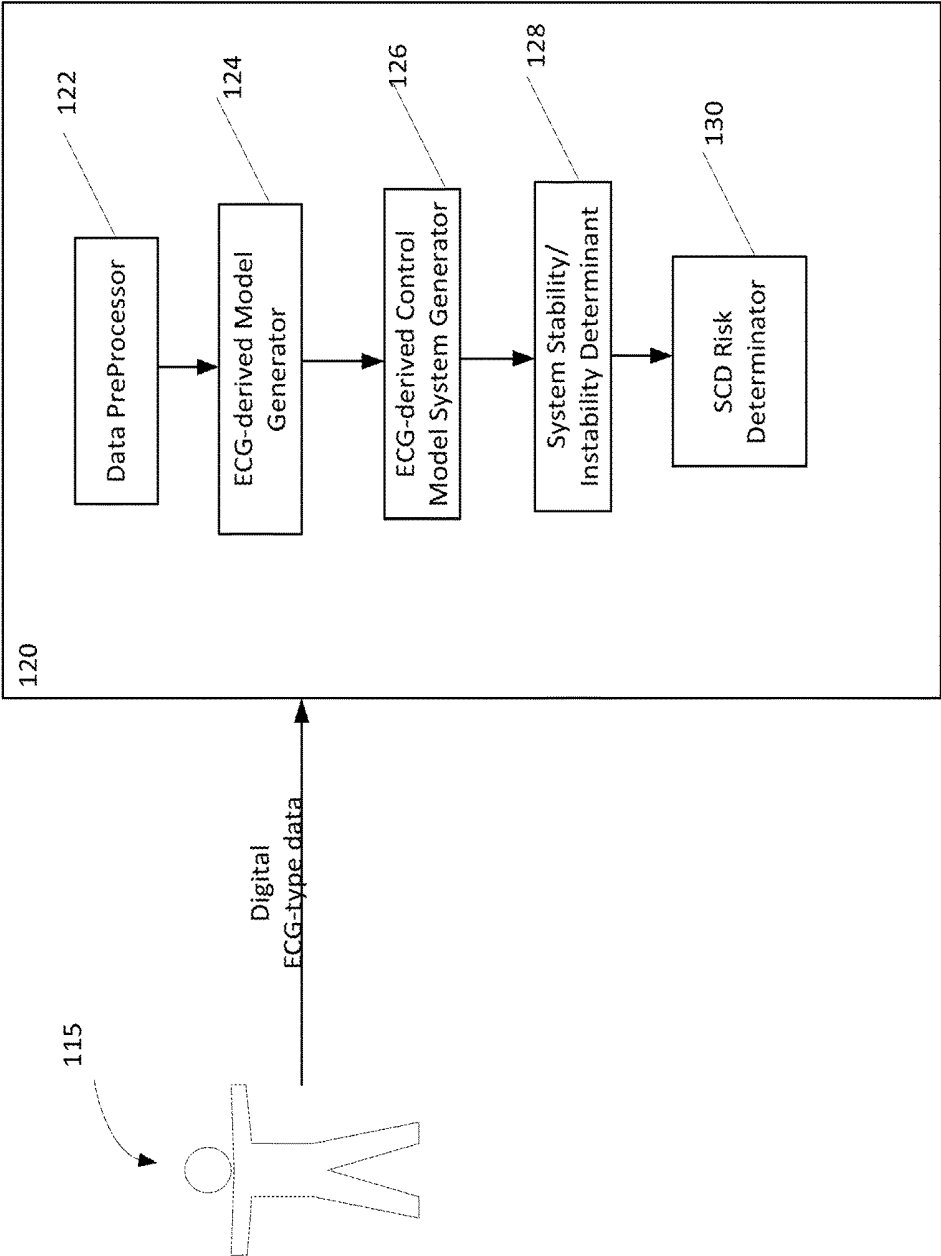 115
Digital
ECG-type data
120
Data PreProcessor
122
ECG-derived Model
Generator
124
ECG-derived Control
Model System Generator
126
System Stability/
Instability Determinant
128
SCD Risk
Determinator
130